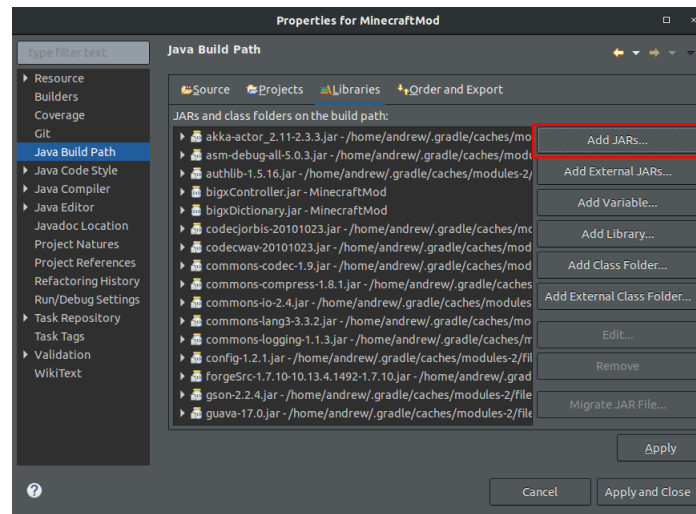 Properties for MinecraftMod
type filter text
Java Build Path
Resource
Builders
Coverage
Git
Java Build Path
Java Code Style
Java Compiler
Java Editor
Javadoc Location
Project Natures
Project References
Refactoring History
Run/Debug Settings
Task Repository
Task Tags
Validation
WikiText
Source Projects Libraries Order and Export
JARs and class folders on the build path:
akka-actor_2.11-2.3.3.jar - /home/andrew/.gradle/caches/mo
asm-debug-all-5.0.3.jar - /home/andrew/.gradle/caches/modu
authlib-1.5.16.jar - /home/andrew/.gradle/caches/modules-2/
bigxController.jar - MinecraftMod
bigxDictionary.jar - MinecraftMod
codecjorbis-20101023.jar - /home/andrew/.gradle/caches/mo
codecwav-20101023.jar - /home/andrew/.gradle/caches/mod
commons-codec-1.9.jar - /home/andrew/.gradle/caches/mod
commons-compress-1.8.1.jar - /home/andrew/.gradle/caches
commons-io-2.4.jar - /home/andrew/.gradle/caches/modules
commons-lang3-3.3.2.jar - /home/andrew/.gradle/caches/mo
commons-logging-1.1.3.jar - /home/andrew/.gradle/caches/m
config-1.2.1.jar - /home/andrew/.gradle/caches/modules-2/fil
forgeSrc-1.7.10-10.13.4.1492-1.7.10.jar - /home/andrew/.grad
gson-2.2.4.jar - /home/andrew/.gradle/caches/modules-2/file
guava-17.0.jar - /home/andrew/.gradle/caches/modules-2/file
Add JARs...
Add External JARs...
Add Variable...
Add Library...
Add Class Folder...
Add External Class Folder...
Edit...
Remove
Migrate JAR File...
Apply
Cancel
Apply and Close